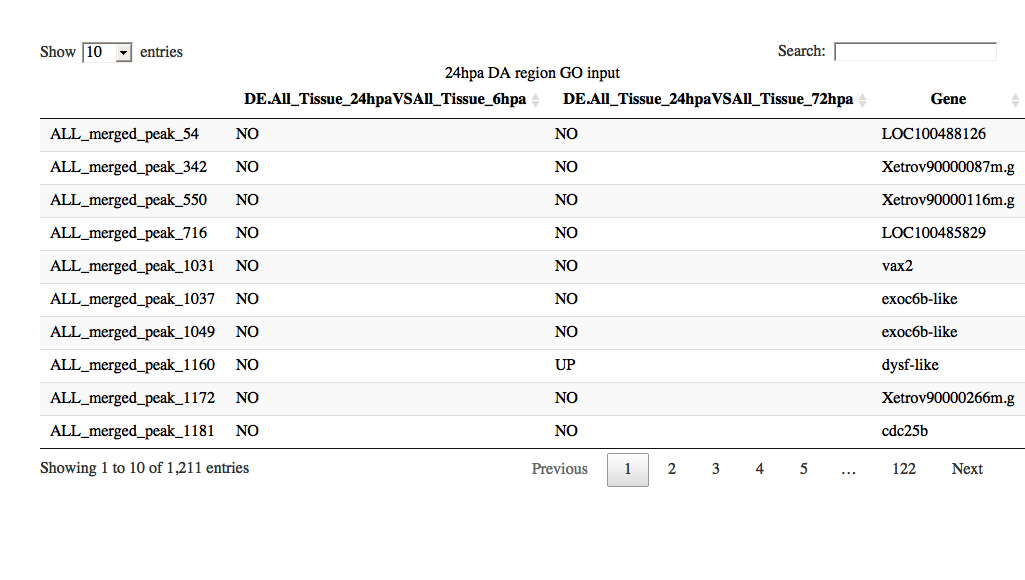 Show 10 entries Search:
24hpa DA region GO input
DE.All_Tissue_24hpaVSAll_Tissue_6hpa DE.All_Tissue_24hpaVSAll_Tissue_72hpa Gene
ALL_merged_peak_54 NO NO LOC100488126
ALL_merged_peak_342 NO NO Xetrov90000087m.g
ALL_merged_peak_550 NO NO Xetrov90000116m.g
ALL_merged_peak_716 NO NO LOC100485829
ALL_merged_peak_1031 NO NO vax2
ALL_merged_peak_1037 NO NO exoc6b-like
ALL_merged_peak_1049 NO NO exoc6b-like
ALL_merged_peak_1160 NO UP dysf-like
ALL_merged_peak_1172 NO NO Xetrov90000266m.g
ALL_merged_peak_1181 NO NO cdc25b
Showing 1 to 10 of 1,211 entries Previous 1 2 3 4 5 … 122 Next